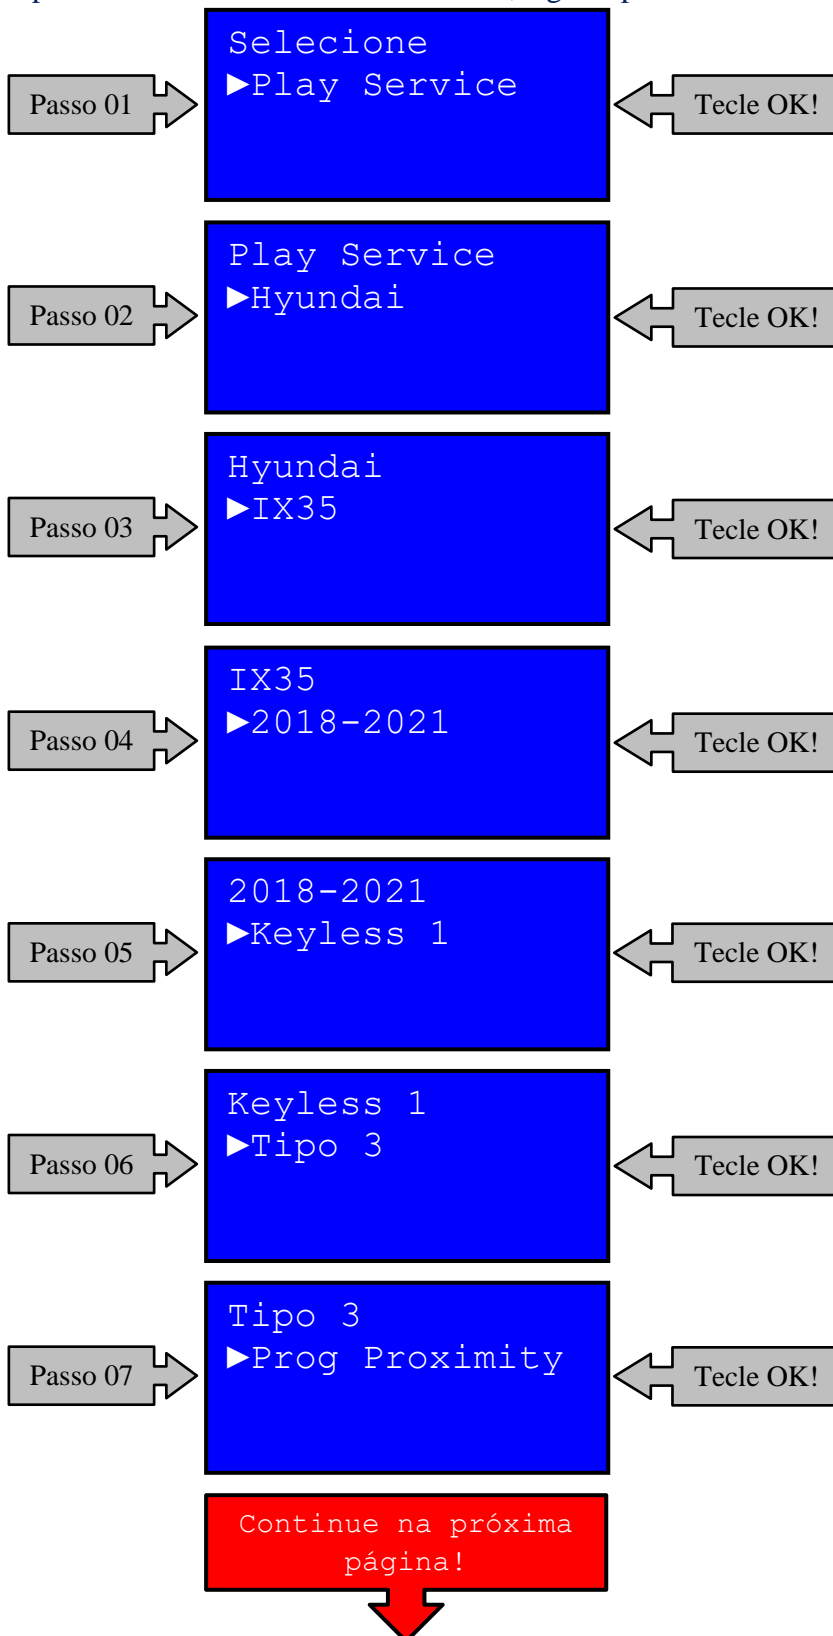 Selecione
Passo 01
►Play Service
Tecle OK!
Play Service
Passo 02
►Hyundai
Tecle OK!
Hyundai
Passo 03
►IX35
Tecle OK!
IX35
Passo 04
►2018-2021
Tecle OK!
2018-2021
Passo 05
►Keyless 1
Tecle OK!
Keyless 1
Passo 06
►Tipo 3
Tecle OK!
Tipo 3
Passo 07
►Prog Proximity
Tecle OK!
Continue na próxima
página!